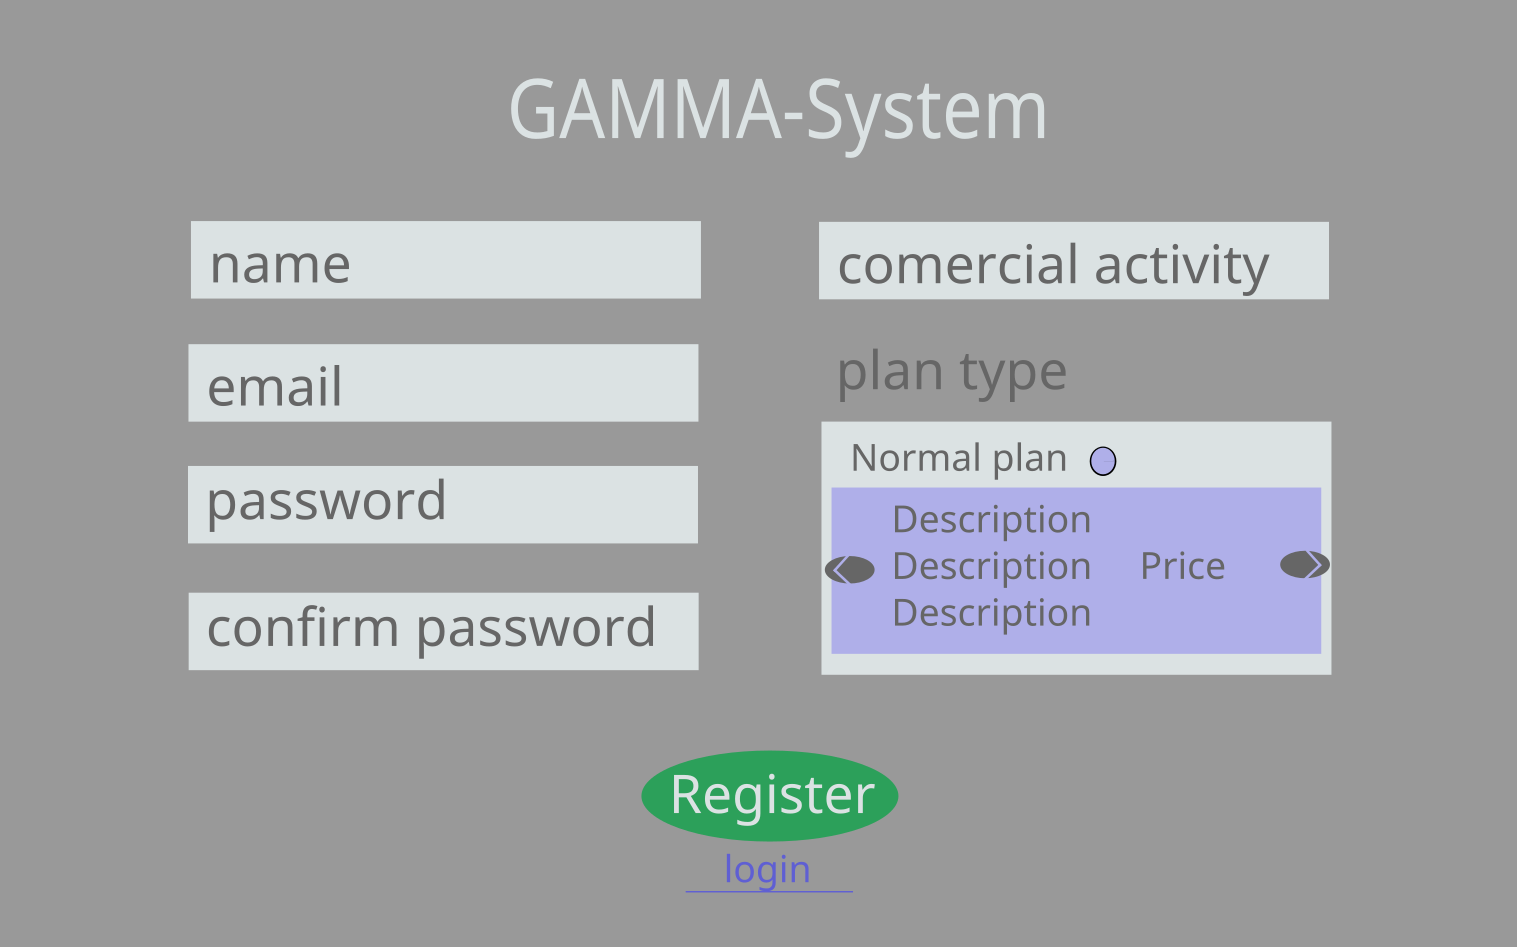 GAMMA-System
name
email
password
confirm password
comercial activity
plan type
Normal plan
Description
Description Price
Description
Register
login